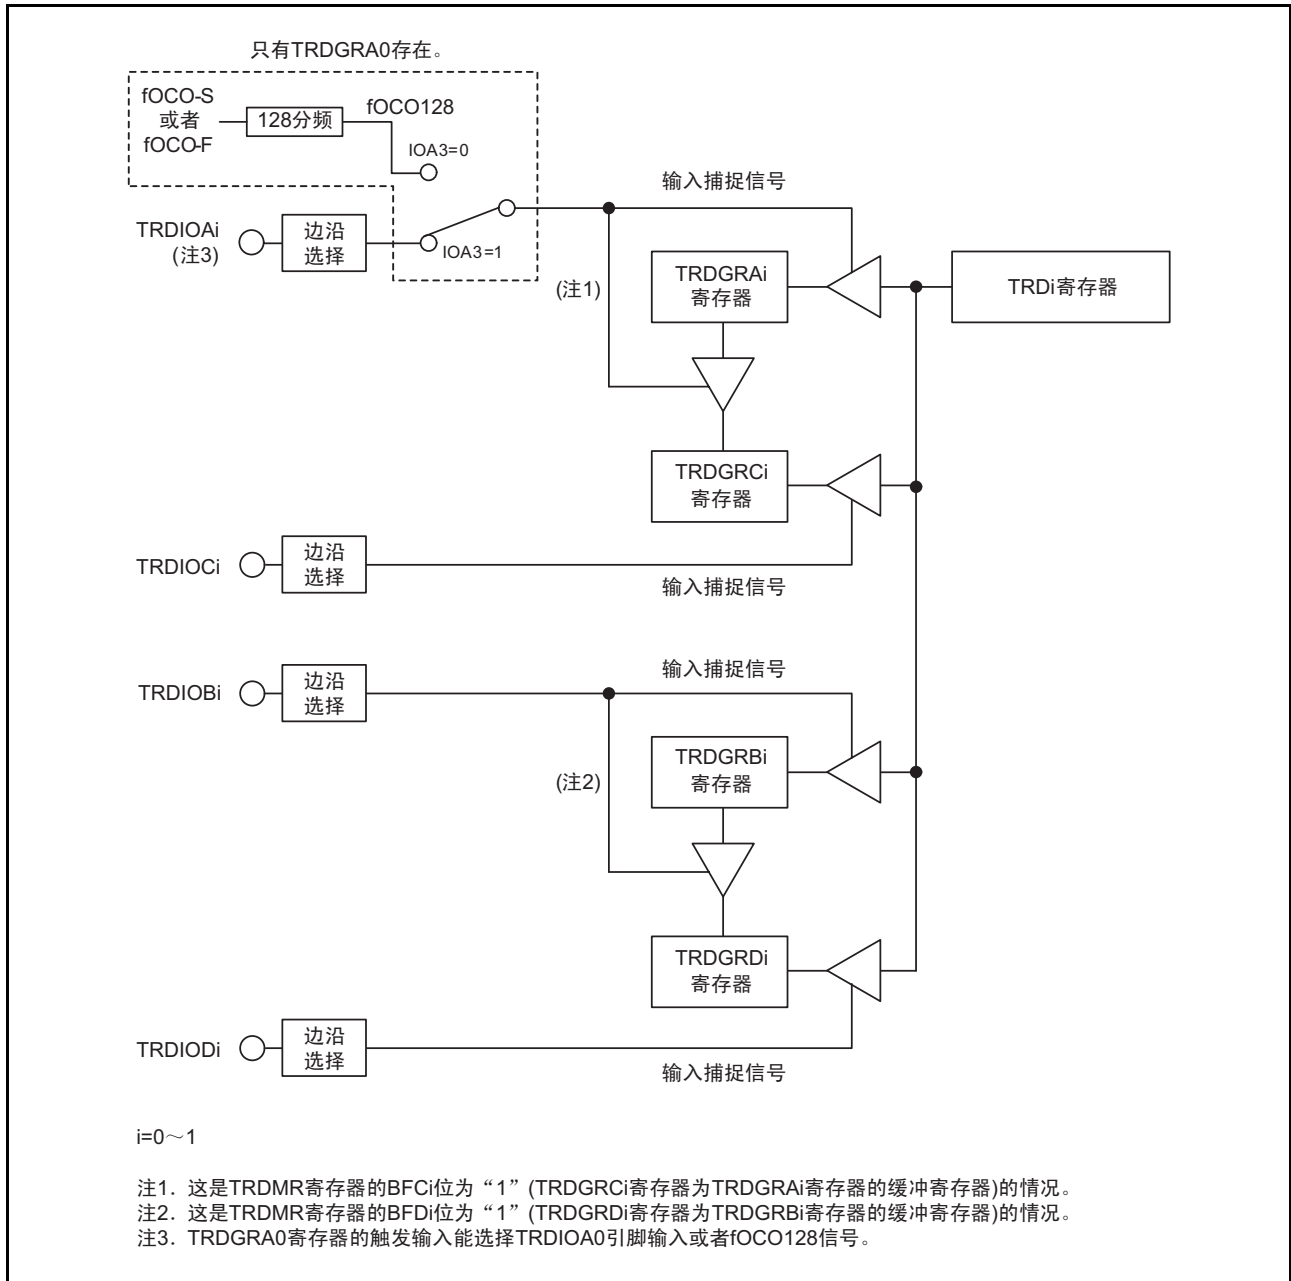 只有TRDGRA0存在。
fOCO-S
或者
fOCO-F
128分频
fOCO128
IOA3=0
输入捕捉信号
TRDIOAi
(注3)
边沿
选择
IOA3=1
(注1)
TRDGRAi
寄存器
TRDi寄存器
TRDGRCi
寄存器
TRDIOCi
边沿
选择
输入捕捉信号
输入捕捉信号
TRDIOBi
边沿
选择
(注2)
TRDGRBi
寄存器
TRDGRDi
寄存器
TRDIODi
边沿
选择
输入捕捉信号
i=0～1
注1. 这是TRDMR寄存器的BFCi位为“1”(TRDGRCi寄存器为TRDGRAi寄存器的缓冲寄存器)的情况。
注2. 这是TRDMR寄存器的BFDi位为“1”(TRDGRDi寄存器为TRDGRBi寄存器的缓冲寄存器)的情况。
注3. TRDGRA0寄存器的触发输入能选择TRDIOA0引脚输入或者fOCO128信号。